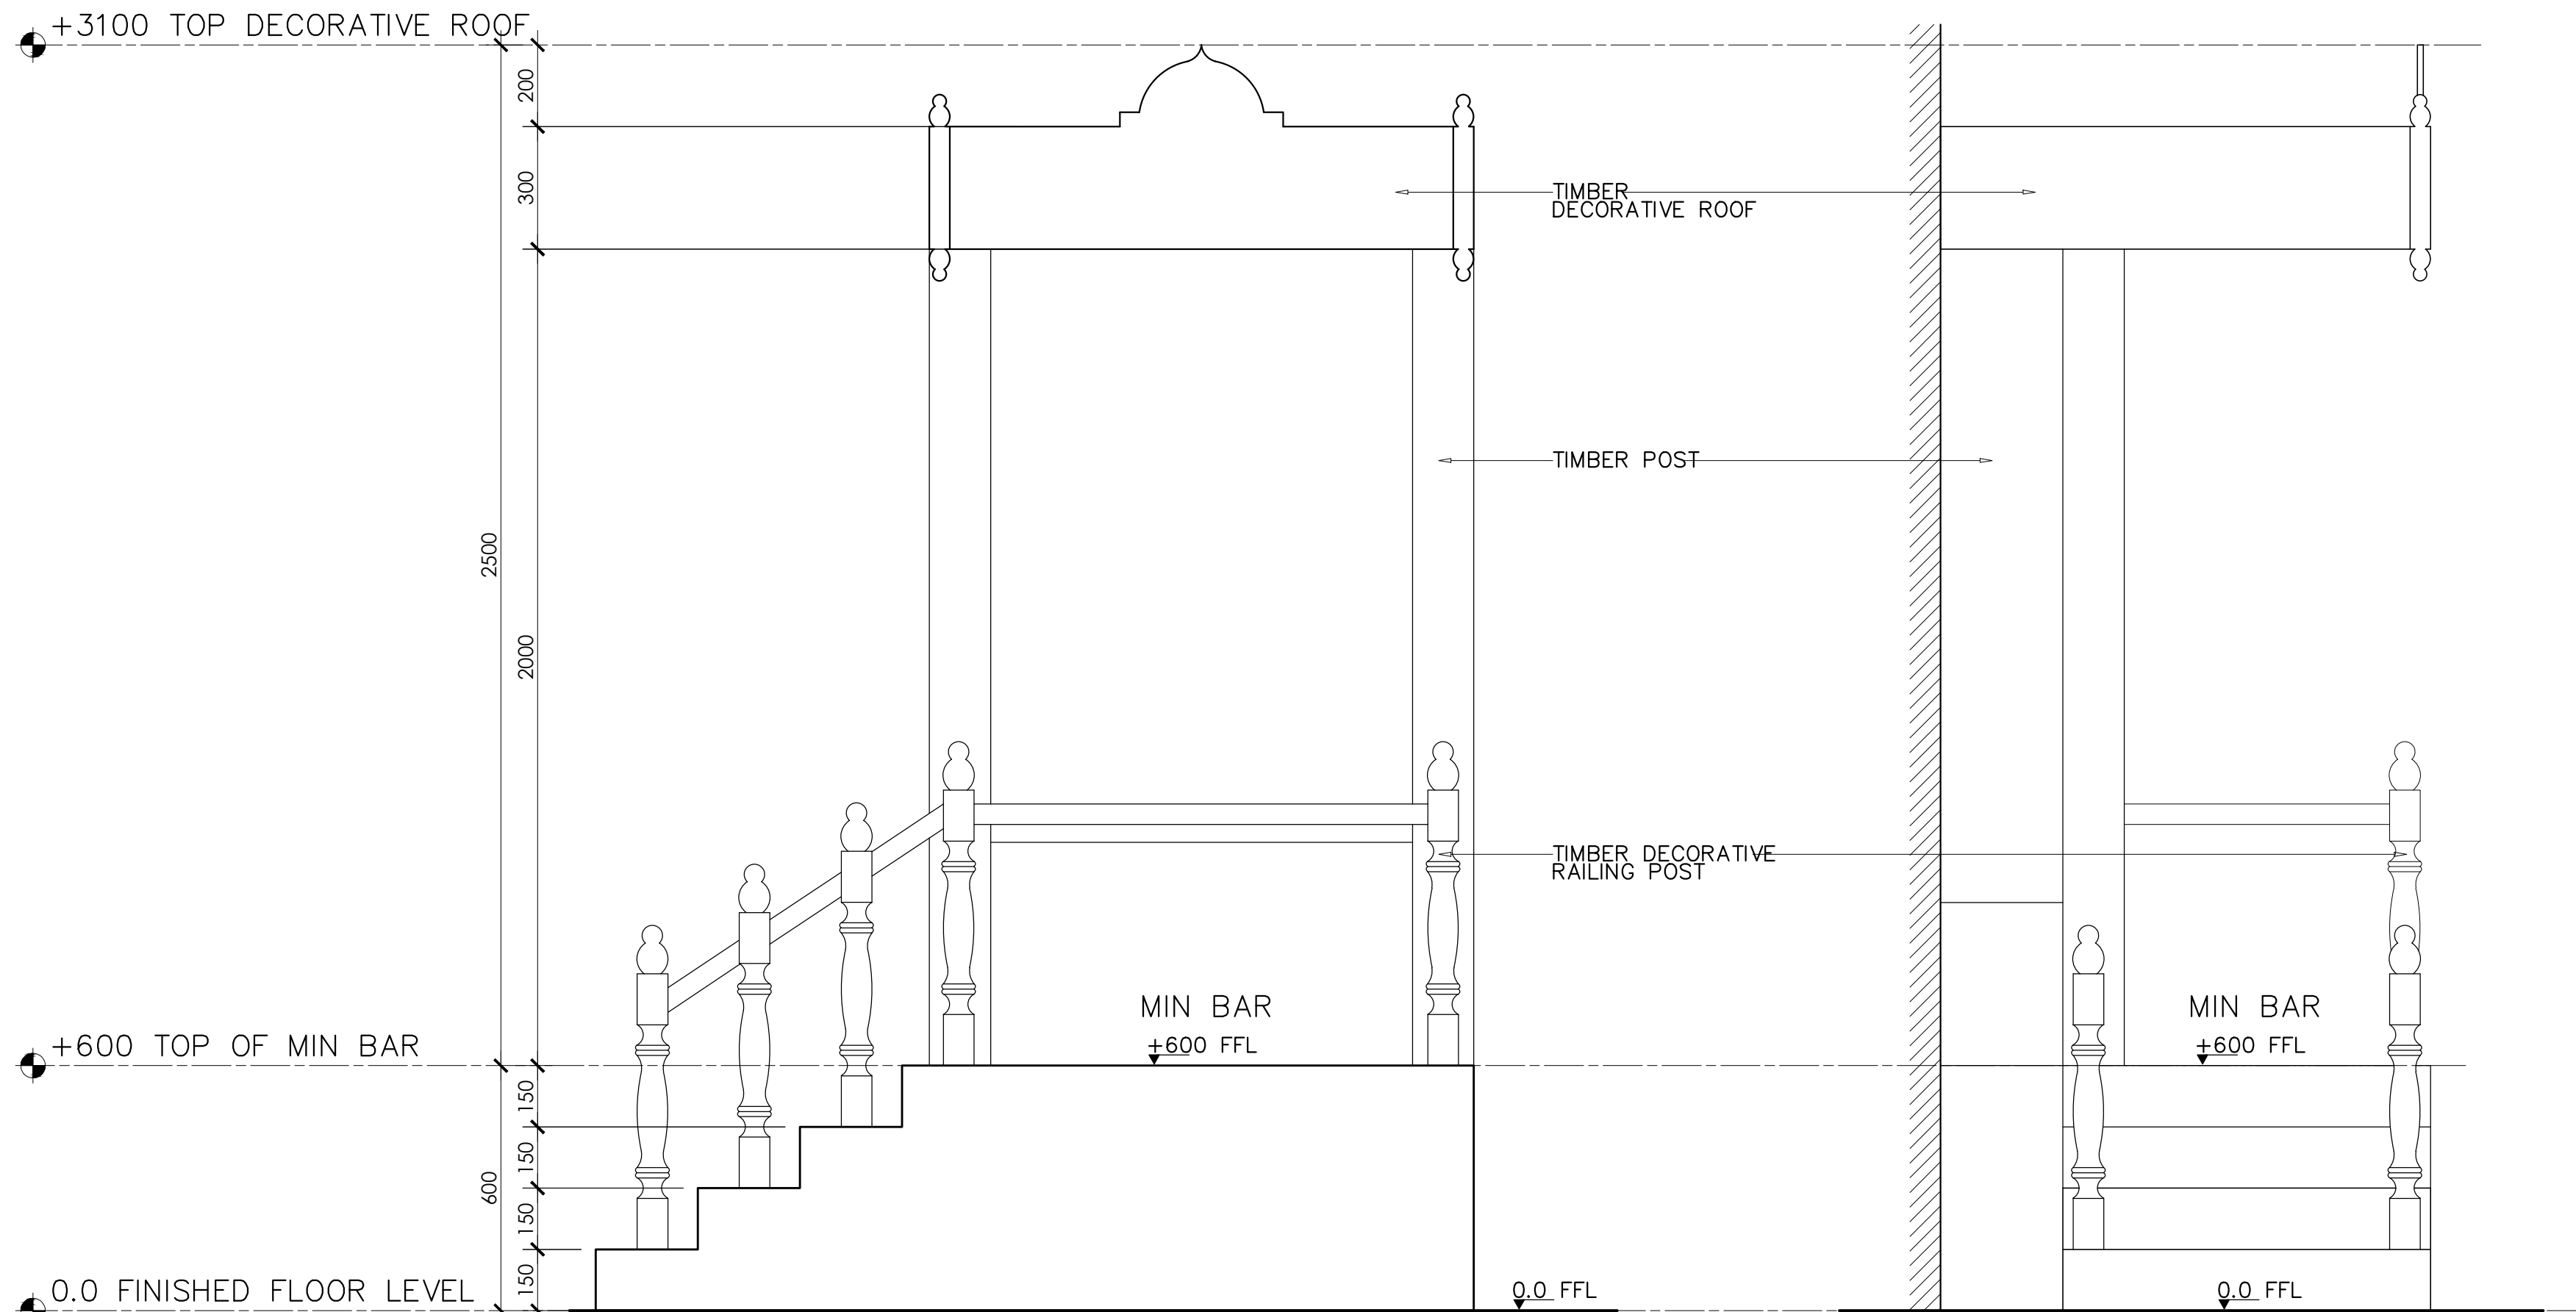 +3100 TOP DECORATIVE ROOF
200
300
TIMBER
DECORATIVE ROOF
TIMBER POST
2500
2000
TIMBER DECORATIVE
RAILING POST
MIN BAR
+600 FFL
MIN BAR
+600 FFL
+600 TOP OF MIN BAR
150
150
600
150
150
0.0 FINISHED FLOOR LEVEL
0.0 FFL
0.0 FFL